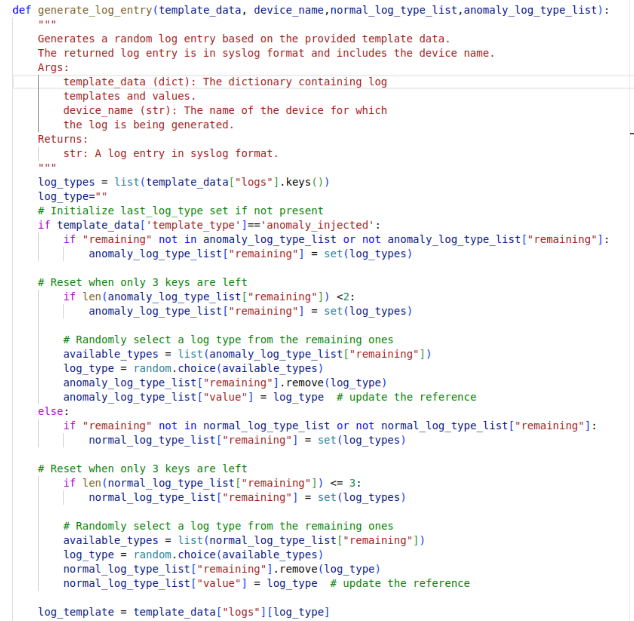 def generate_log_entry(template_data, device_name,normal_log_type_list,anomaly_log_type_list):
    """
    Generates a random log entry based on the provided template data.
    The returned log entry is in syslog format and includes the device name.
    Args:
        template_data (dict): The dictionary containing log
        templates and values.
        device_name (str): The name of the device for which
        the log is being generated.
    Returns:
        str: A log entry in syslog format.
    """
    log_types = list(template_data["logs"].keys())
    log_type=""
    # Initialize last_log_type set if not present
    if template_data['template_type']=='anomaly_injected':
        if "remaining" not in anomaly_log_type_list or not anomaly_log_type_list["remaining"]:
            anomaly_log_type_list["remaining"] = set(log_types)

    # Reset when only 3 keys are left
        if len(anomaly_log_type_list["remaining"]) <2:
            anomaly_log_type_list["remaining"] = set(log_types)

        # Randomly select a log type from the remaining ones
        available_types = list(anomaly_log_type_list["remaining"])
        log_type = random.choice(available_types)
        anomaly_log_type_list["remaining"].remove(log_type)
        anomaly_log_type_list["value"] = log_type  # update the reference
    else:
        if "remaining" not in normal_log_type_list or not normal_log_type_list["remaining"]:
            normal_log_type_list["remaining"] = set(log_types)

    # Reset when only 3 keys are left
        if len(normal_log_type_list["remaining"]) <= 3:
            normal_log_type_list["remaining"] = set(log_types)

        # Randomly select a log type from the remaining ones
        available_types = list(normal_log_type_list["remaining"])
        log_type = random.choice(available_types)
        normal_log_type_list["remaining"].remove(log_type)
        normal_log_type_list["value"] = log_type  # update the reference

    log_template = template_data["logs"][log_type]